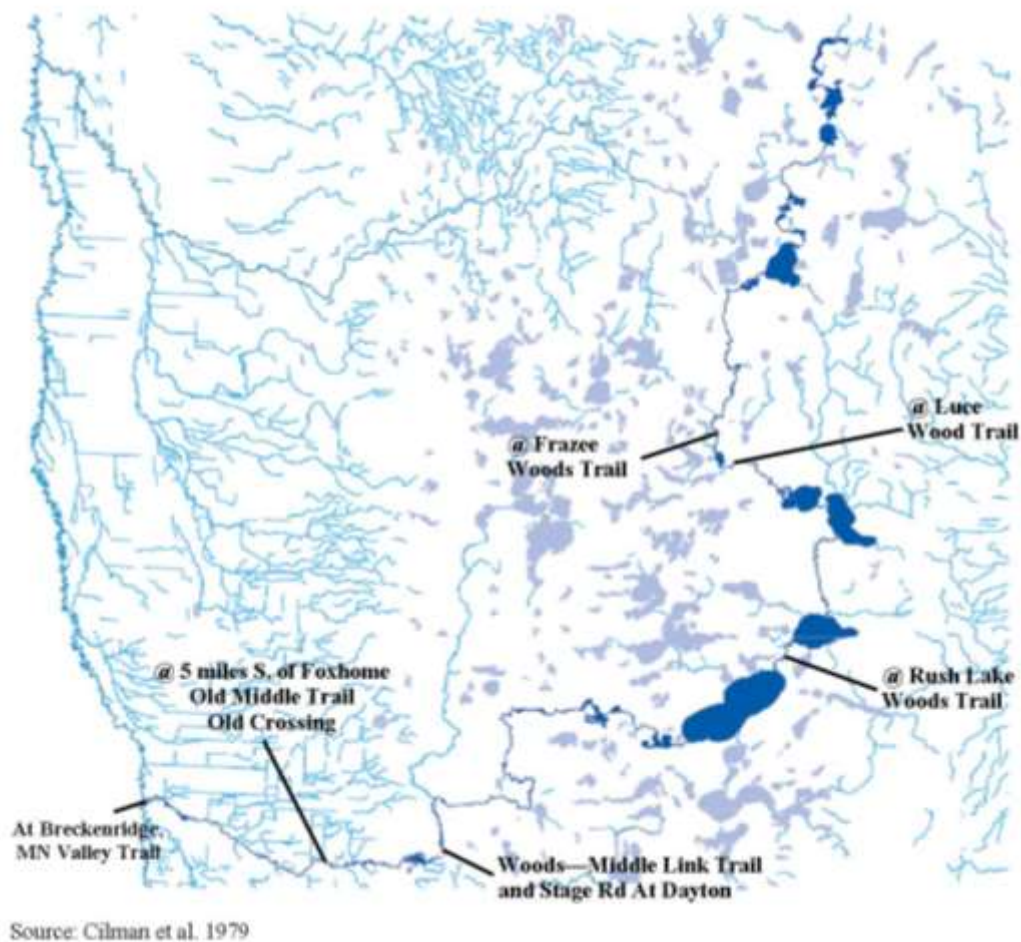 @ Luce
Wood Trail
@ Frazee
Woods Trail
@ 5 miles S. of Foxhome
Old Middle Trail
Old Crossing
@ Rush Lake
Woods Trail
At Breckenridge,
MN Valley Trail
Woods—Middle Link Trail
and Stage Rd At Dayton
Source: Cilman et al. 1979